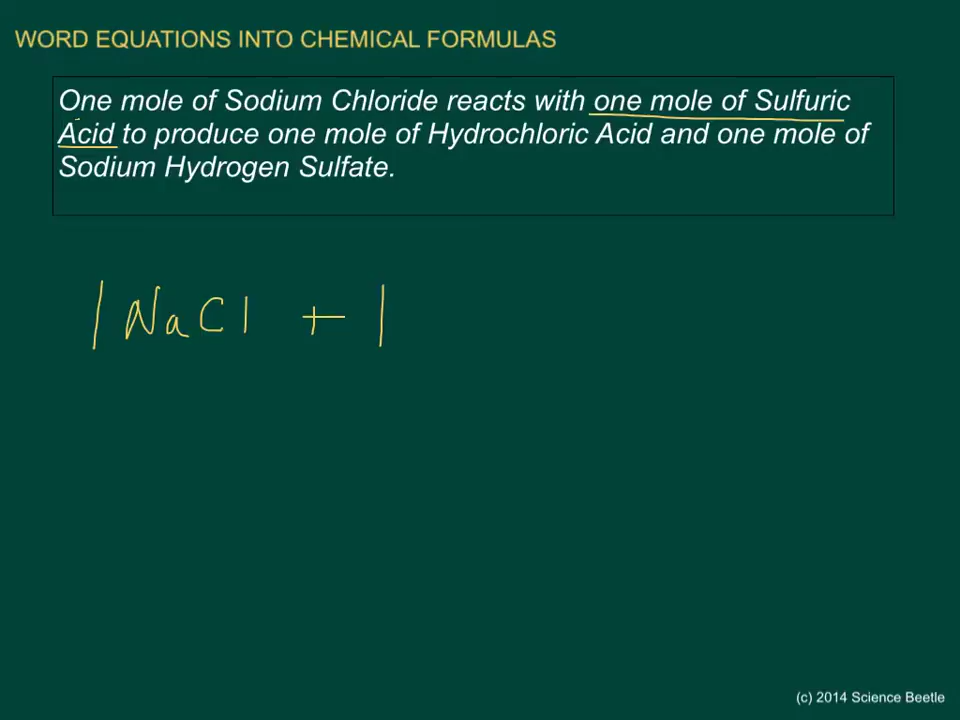 WORD EQUATIONS INTO CHEMICAL FORMULAS
One mole of Sodium Chloride reacts with one mole of Sulfuric
Acid to produce one mole of Hydrochloric Acid and one mole of
Sodium Hydrogen Sulfate.
1 NaCl + 1
(c) 2014 Science Beetle